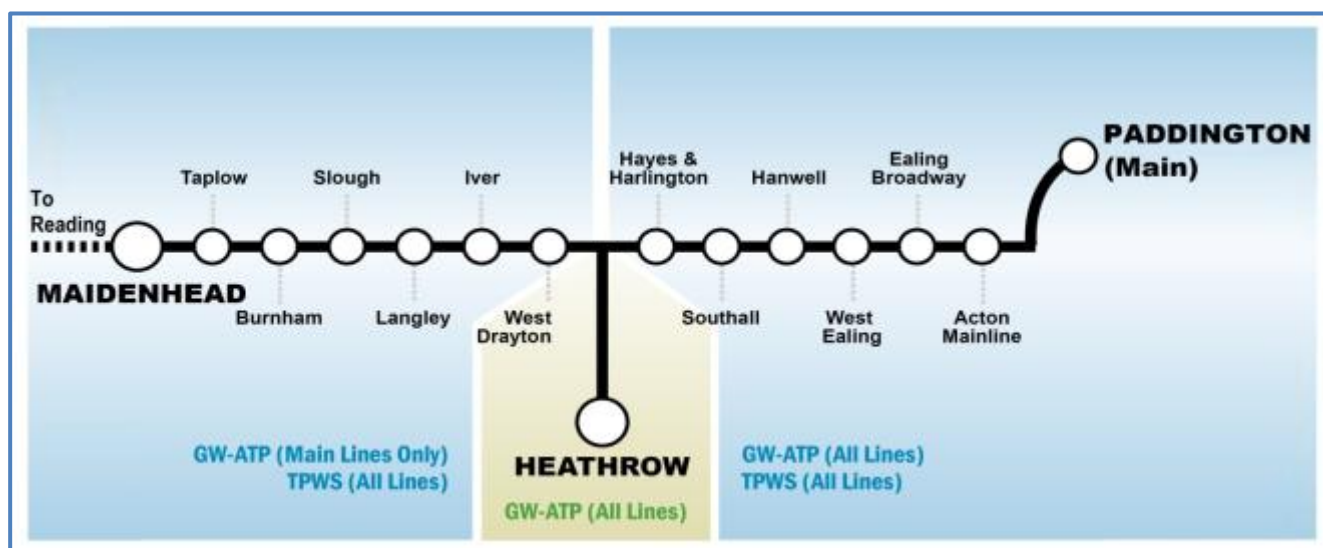 To
Reading
MAIDENHEAD
Taplow
Burnham
Slough
Langley
Iver
West
Drayton
HEATHROW
Hayes &
Harlington
Southall
Hanwell
West
Ealing
Ealing
Broadway
Acton
Mainline
PADDINGTON
(Main)
GW-ATP (Main Lines Only)
TPWS (All Lines)
GW-ATP (All Lines)
GW-ATP (All Lines)
TPWS (All Lines)